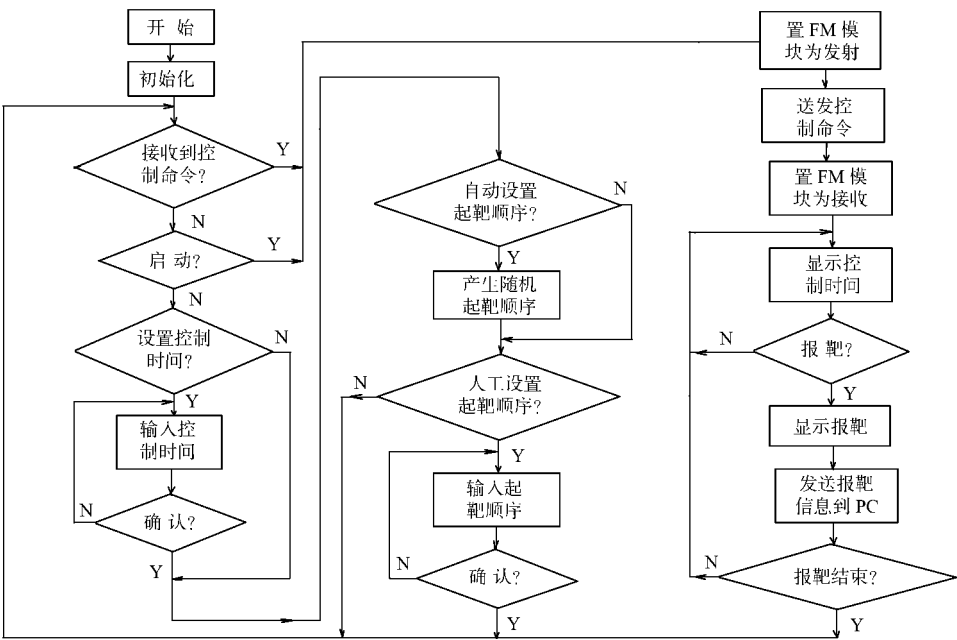 开 始
初始化
接收到控
制命令?
Y
N
启 动?
Y
N
设置控制
时间?
N
Y
输入控
制时间
确 认?
N
Y
自动设置
起靶顺序?
N
Y
产生随机
起靶顺序
人工设置
起靶顺序?
N
Y
输入起
靶顺序
确 认?
N
Y
置 FM 模
块为发射
送发控
制命令
置 FM 模
块为接收
显示控
制时间
报 靶?
N
Y
显示报靶
发送报靶
信息到 PC
报靶结束?
N
Y